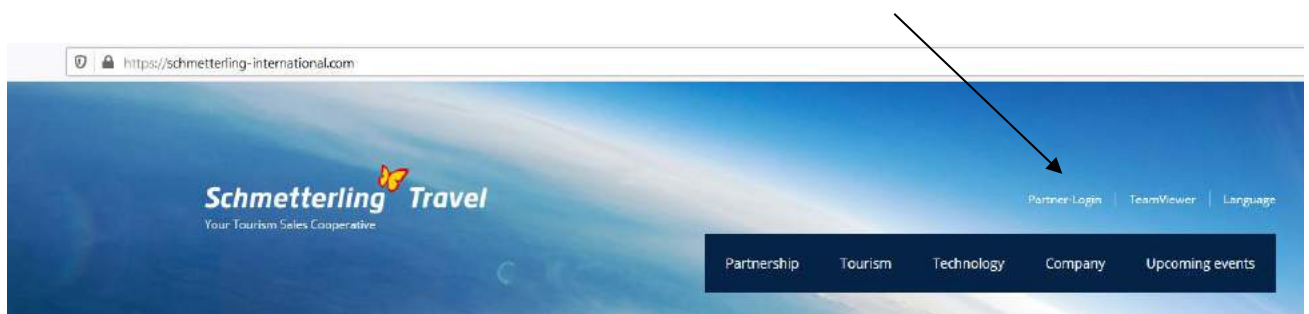 https://schmetterling-international.com
Schmetterling Travel
Your Tourism Sales Cooperative
Partner-Login | TeamViewer | Language
Partnership Tourism Technology Company Upcoming events